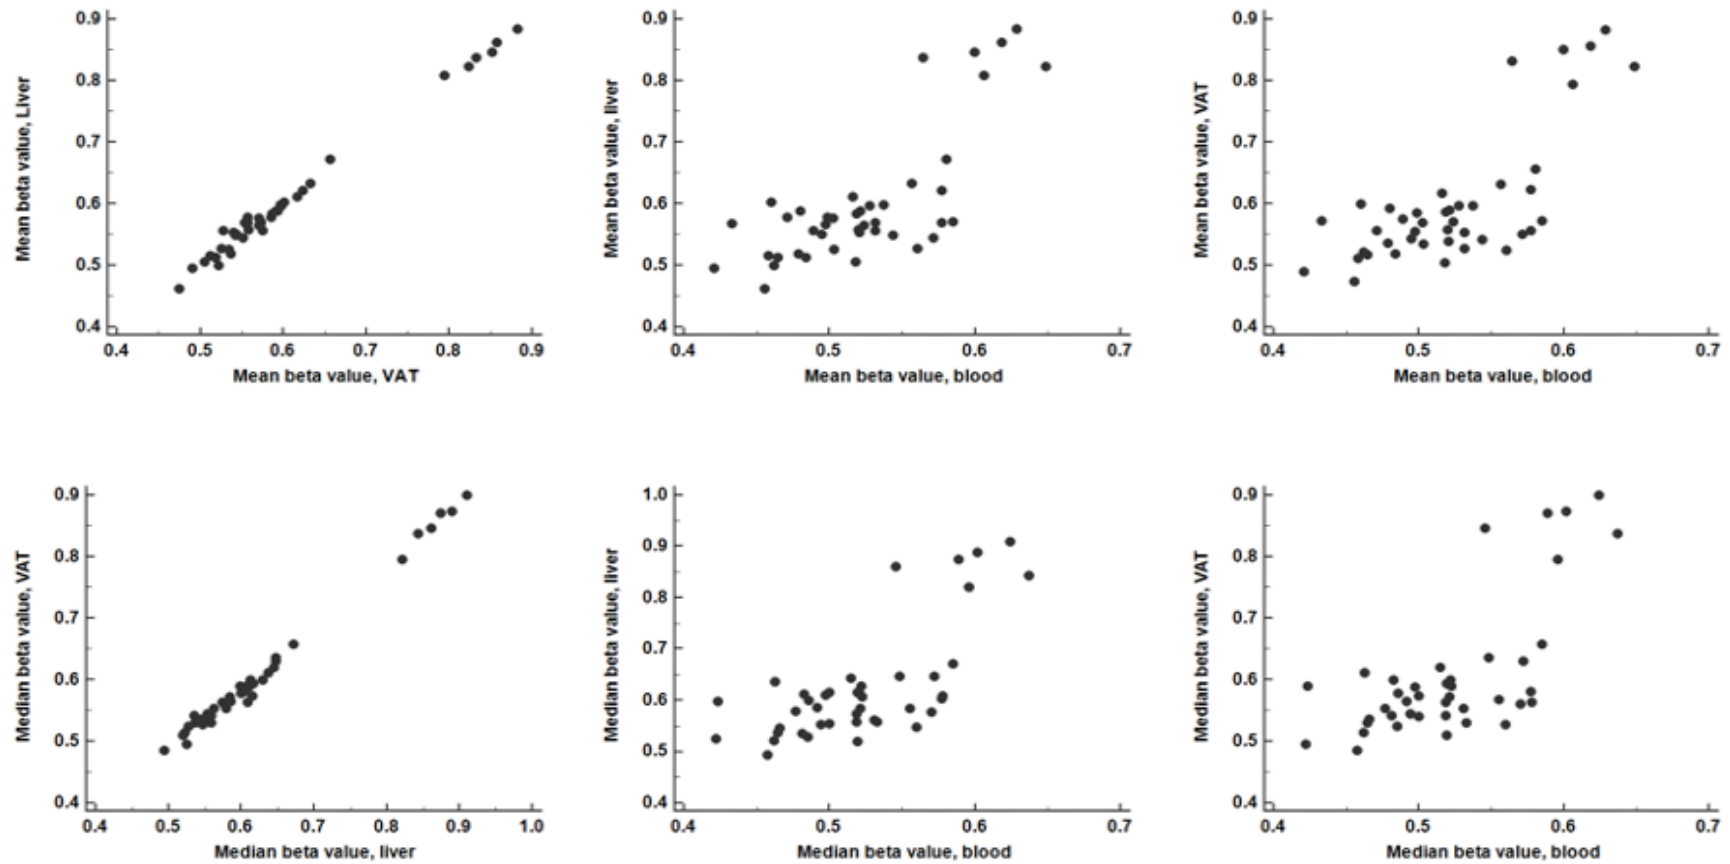 0.9
0.8
0.7
0.6
0.5
0.4
Mean beta value, Liver
0.4 0.5 0.6 0.7 0.8 0.9
Mean beta value, VAT
0.9
0.8
0.7
0.6
0.5
0.4
Mean beta value, liver
0.4 0.5 0.6 0.7
Mean beta value, blood
0.9
0.8
0.7
0.6
0.5
0.4
Mean beta value, VAT
0.4 0.5 0.6 0.7
Mean beta value, blood
0.9
0.8
0.7
0.6
0.5
0.4
Median beta value, VAT
0.4 0.5 0.6 0.7 0.8 0.9 1.0
Median beta value, liver
1.0
0.9
0.8
0.7
0.6
0.5
0.4
Median beta value, liver
0.4 0.5 0.6 0.7
Median beta value, blood
0.9
0.8
0.7
0.6
0.5
0.4
Median beta value, VAT
0.4 0.5 0.6 0.7
Median beta value, blood